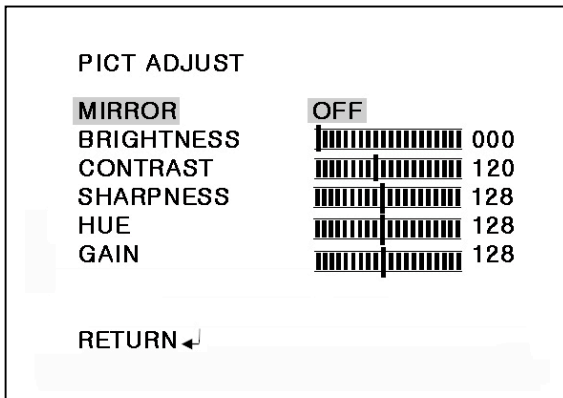 PICT ADJUST
MIRROR OFF
BRIGHTNESS 000
CONTRAST 120
SHARPNESS 128
HUE 128
GAIN 128
RETURN↲